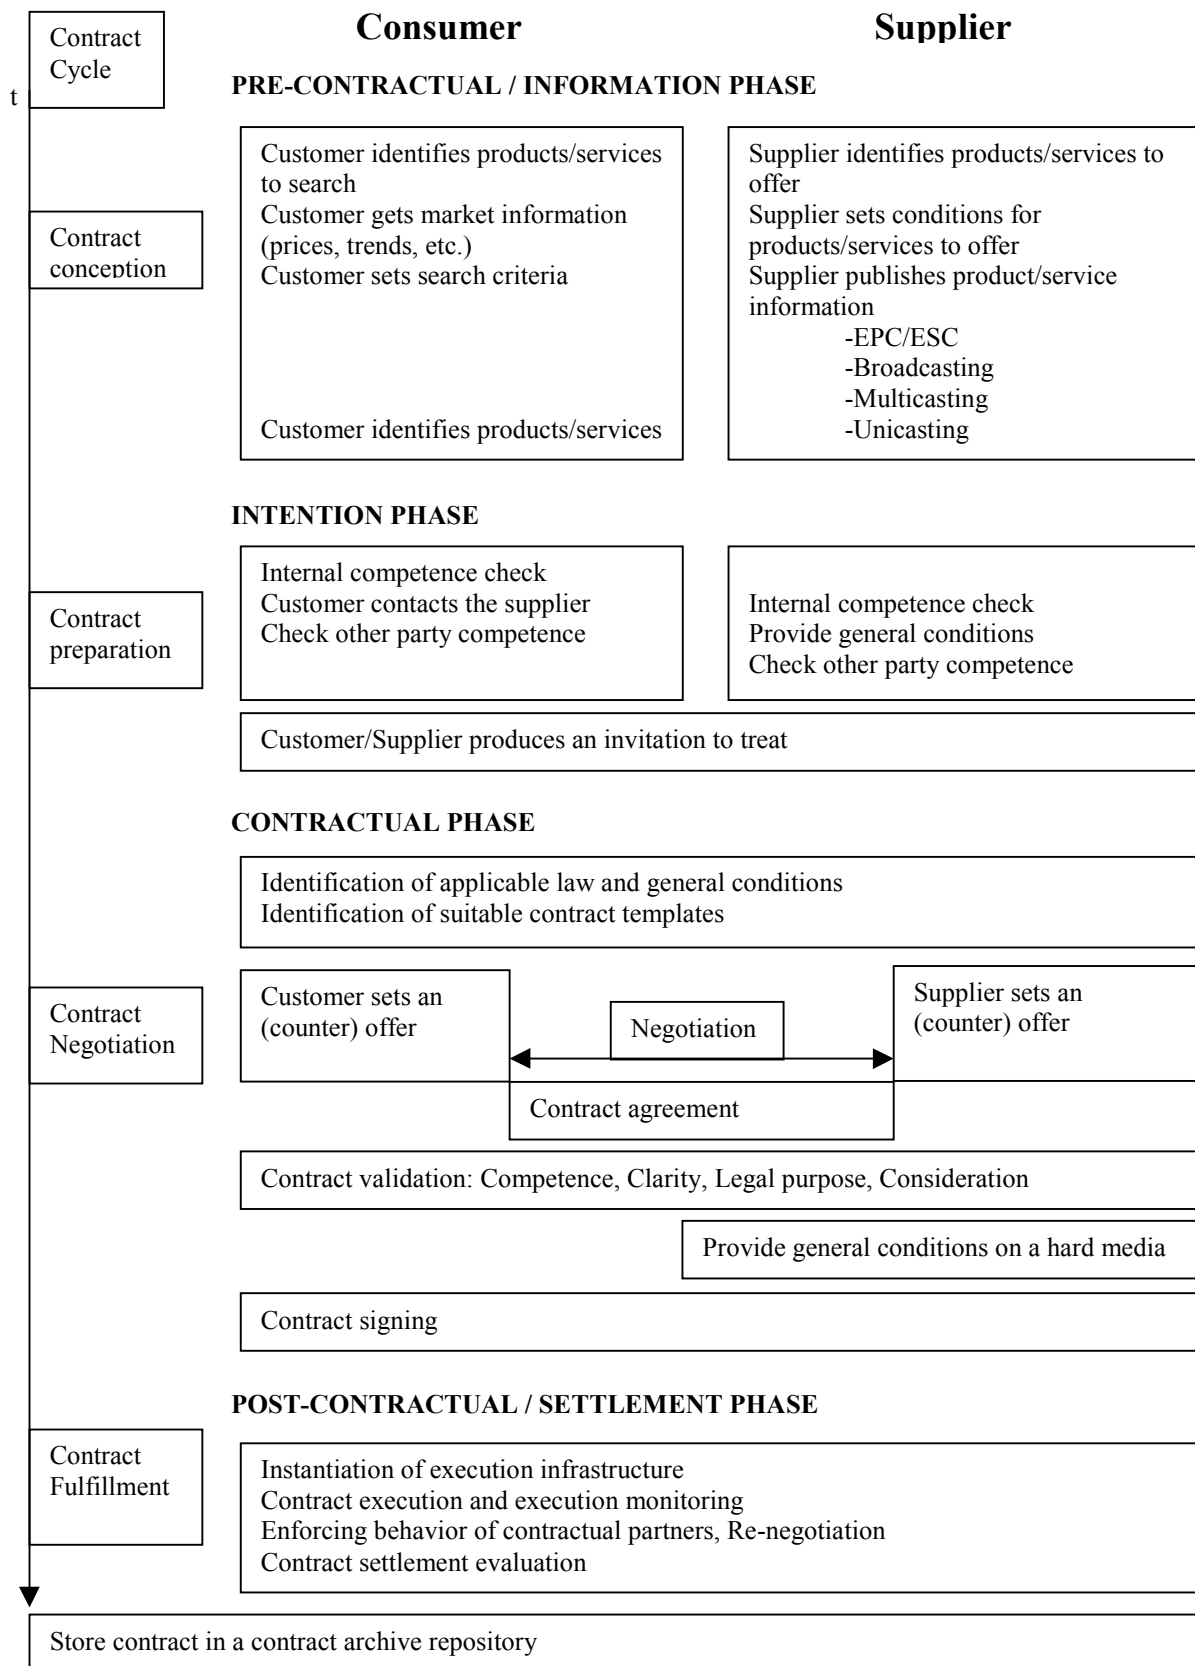 Contract
Cycle
Consumer
Supplier
t
PRE-CONTRACTUAL / INFORMATION PHASE
Customer identifies products/services
to search
Customer gets market information
(prices, trends, etc.)
Customer sets search criteria
Customer identifies products/services
Supplier identifies products/services to
offer
Supplier sets conditions for
products/services to offer
Supplier publishes product/service
information
-EPC/ESC
-Broadcasting
-Multicasting
-Unicasting
Contract
conception
INTENTION PHASE
Internal competence check
Customer contacts the supplier
Check other party competence
Internal competence check
Provide general conditions
Check other party competence
Contract
preparation
Customer/Supplier produces an invitation to treat
CONTRACTUAL PHASE
Identification of applicable law and general conditions
Identification of suitable contract templates
Contract
Negotiation
Customer sets an
(counter) offer
Negotiation
Supplier sets an
(counter) offer
Contract agreement
Contract validation: Competence, Clarity, Legal purpose, Consideration
Provide general conditions on a hard media
Contract signing
POST-CONTRACTUAL / SETTLEMENT PHASE
Contract
Fulfillment
Instantiation of execution infrastructure
Contract execution and execution monitoring
Enforcing behavior of contractual partners, Re-negotiation
Contract settlement evaluation
Store contract in a contract archive repository